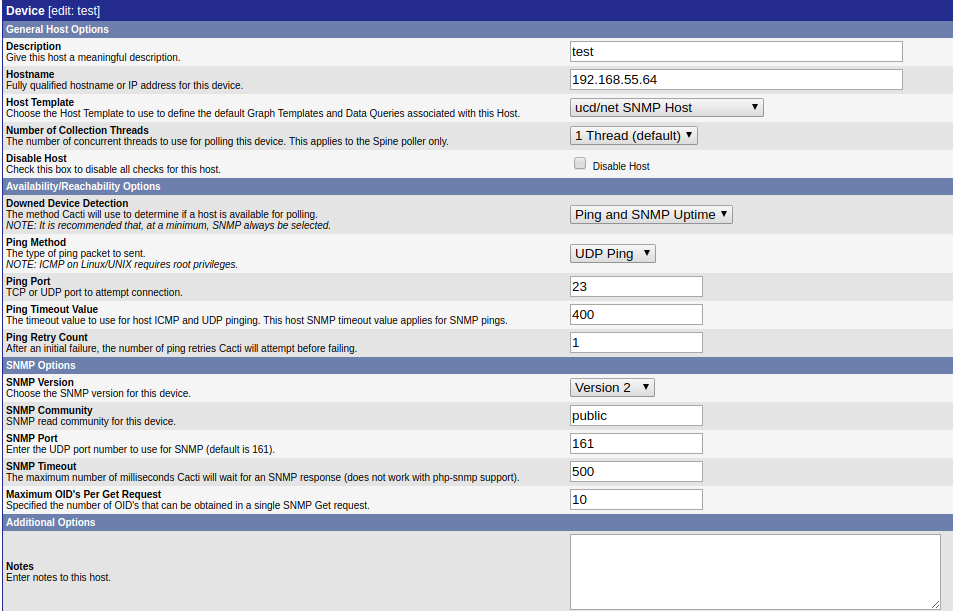 Device [edit: test]
General Host Options
Description
Give this host a meaningful description.
test
Hostname
Fully qualified hostname or IP address for this device.
192.168.55.64
Host Template
Choose the Host Template to use to define the default Graph Templates and Data Queries associated with this Host.
ucd/net SNMP Host
Number of Collection Threads
The number of concurrent threads to use for polling this device. This applies to the Spine poller only.
1 Thread (default)
Disable Host
Check this box to disable all checks for this host.
Disable Host
Availability/Reachability Options
Downed Device Detection
The method Cacti will use to determine if a host is available for polling.
NOTE: It is recommended that, at a minimum, SNMP always be selected.
Ping and SNMP Uptime
Ping Method
The type of ping packet to sent.
NOTE: ICMP on Linux/UNIX requires root privileges.
UDP Ping
Ping Port
TCP or UDP port to attempt connection.
23
Ping Timeout Value
The timeout value to use for host ICMP and UDP pinging. This host SNMP timeout value applies for SNMP pings.
400
Ping Retry Count
After an initial failure, the number of ping retries Cacti will attempt before failing.
1
SNMP Options
SNMP Version
Choose the SNMP version for this device.
Version 2
SNMP Community
SNMP read community for this device.
public
SNMP Port
Enter the UDP port number to use for SNMP (default is 161).
161
SNMP Timeout
The maximum number of milliseconds Cacti will wait for an SNMP response (does not work with php-snmp support).
500
Maximum OID's Per Get Request
Specified the number of OID's that can be obtained in a single SNMP Get request.
10
Additional Options
Notes
Enter notes to this host.